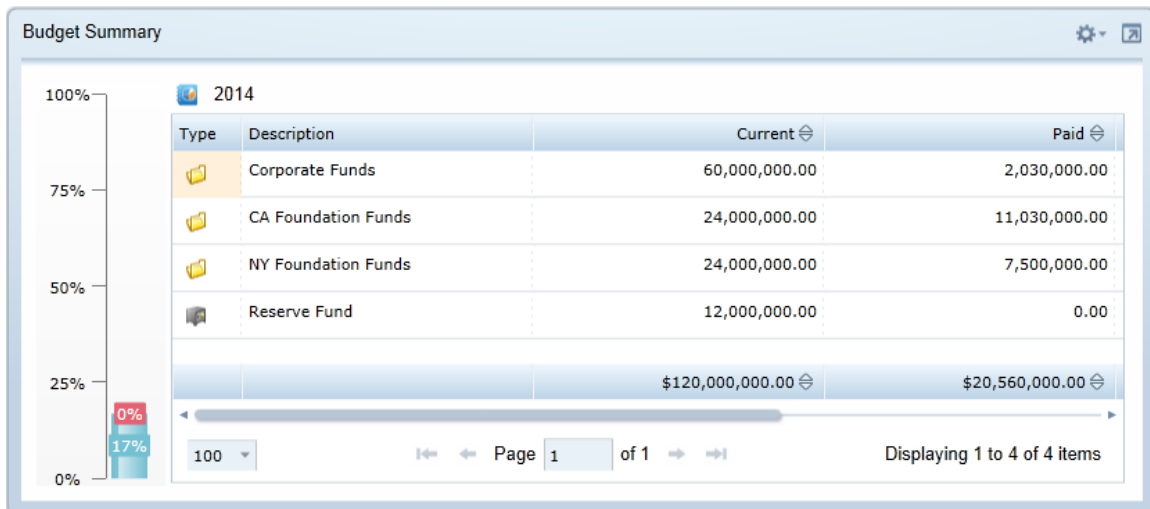 Budget Summary
100%
75%
50%
25%
0%
0%
17%
2014
Type Description Current Paid
Corporate Funds 60,000,000.00 2,030,000.00
CA Foundation Funds 24,000,000.00 11,030,000.00
NY Foundation Funds 24,000,000.00 7,500,000.00
Reserve Fund 12,000,000.00 0.00
$120,000,000.00 $20,560,000.00
100 Page 1 of 1 Displaying 1 to 4 of 4 items